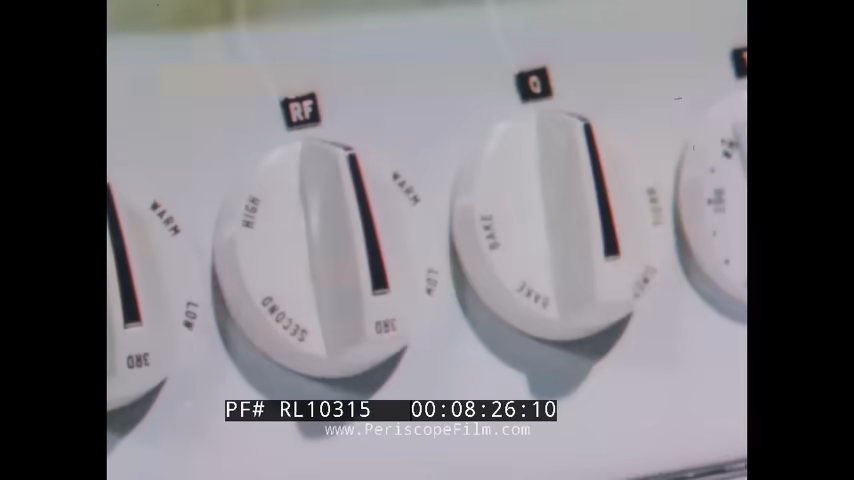 RF
O
WARM
LOW
3RD
HIGH
WARM
LOW
3RD
SECOND
BAKE
BAKE
PF# RL10315 00:08:26:10
www.PeriscopeFilm.com